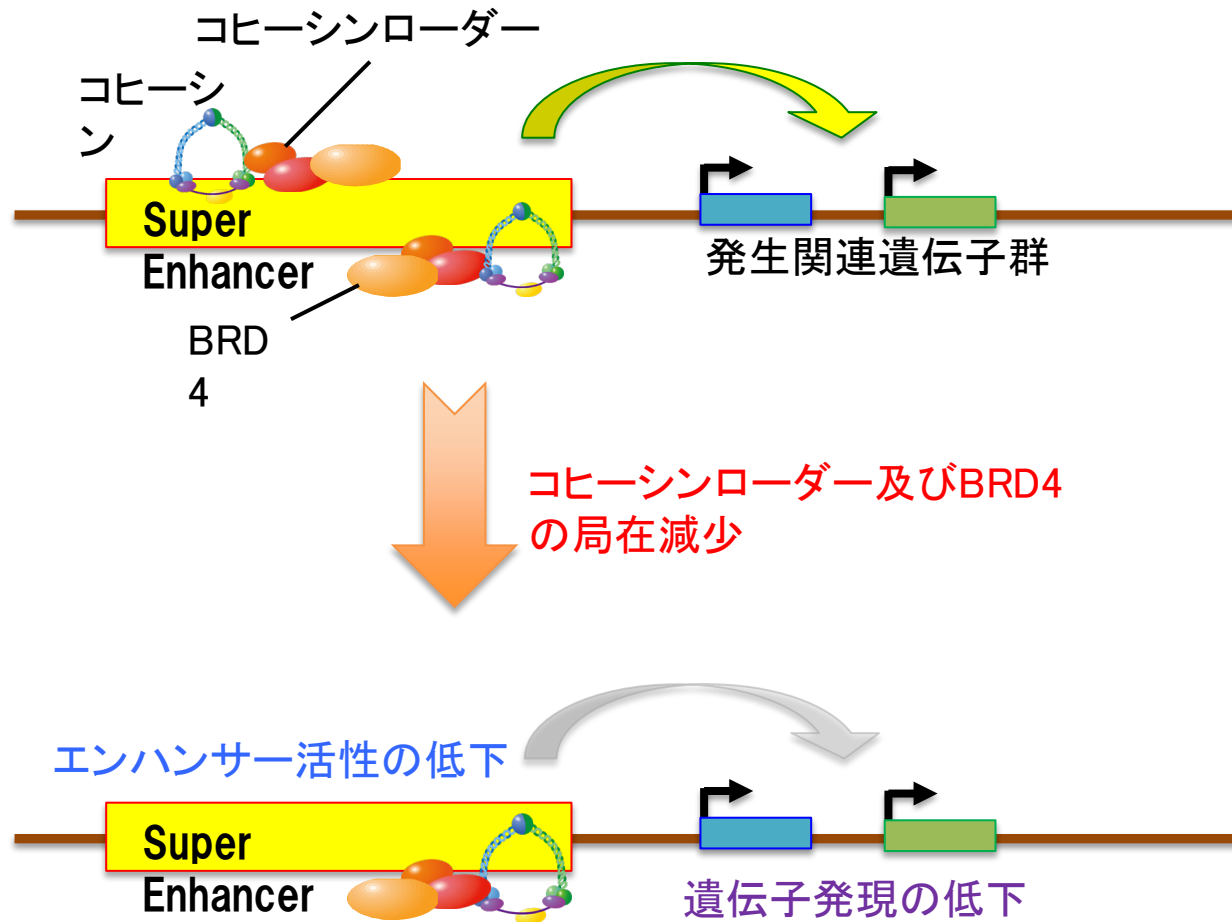 コヒーシンローダー
コヒーシ
ン
Super
Enhancer
発生関連遺伝子群
BRD
4
コヒーシンローダー及びBRD4
の局在減少
エンハンサー活性の低下
Super
Enhancer
遺伝子発現の低下